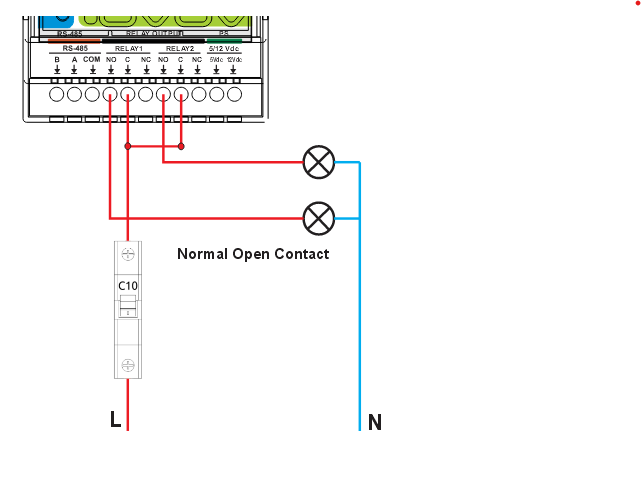 RS-485 RELAY OUTPUT PS
RS-485 RELAY1 RELAY2 5/12 Vdc
B A COM NO C NC NO C NC 5Vdc 12Vdc
Normal Open Contact
C10
L
N